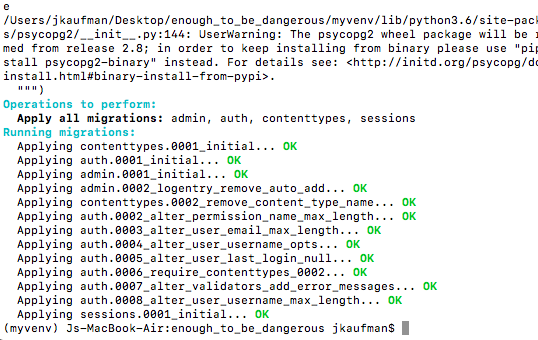 e
/Users/jkaufman/Desktop/enough_to_be_dangerous/myvenv/lib/python3.6/site-pac
s/psycopg2/__init__.py:144: UserWarning: The psycopg2 wheel package will be r
med from release 2.8; in order to keep installing from binary please use "pip
stall psycopg2-binary" instead. For details see: <http://initd.org/psycopg/do
install.html#binary-install-from-pypi>.
  """)
Operations to perform:
  Apply all migrations: admin, auth, contenttypes, sessions
Running migrations:
  Applying contenttypes.0001_initial... OK
  Applying auth.0001_initial... OK
  Applying admin.0001_initial... OK
  Applying admin.0002_logentry_remove_auto_add... OK
  Applying contenttypes.0002_remove_content_type_name... OK
  Applying auth.0002_alter_permission_name_max_length... OK
  Applying auth.0003_alter_user_email_max_length... OK
  Applying auth.0004_alter_user_username_opts... OK
  Applying auth.0005_alter_user_last_login_null... OK
  Applying auth.0006_require_contenttypes_0002... OK
  Applying auth.0007_alter_validators_add_error_messages... OK
  Applying auth.0008_alter_user_username_max_length... OK
  Applying sessions.0001_initial... OK
(myvenv) Js-MacBook-Air:enough_to_be_dangerous jkaufman$